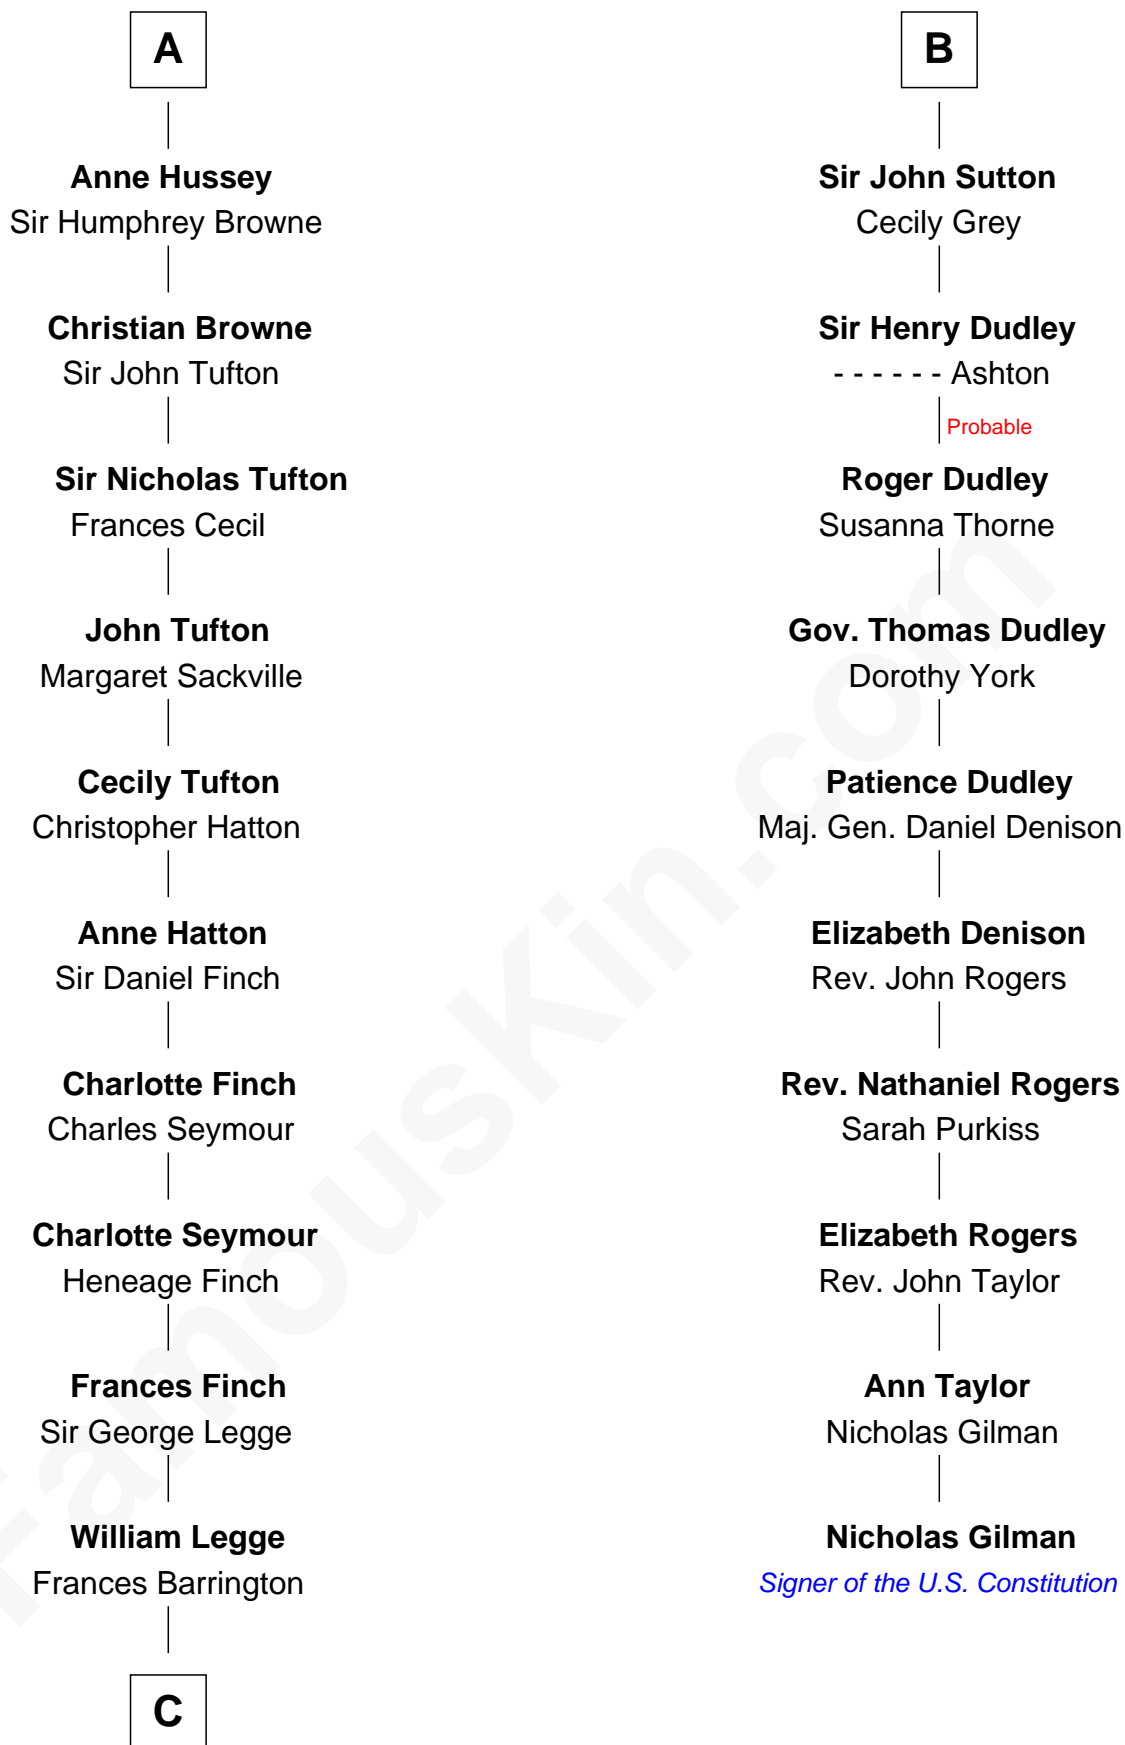 A
Anne Hussey
Sir Humphrey Browne
Christian Browne
Sir John Tufton
Sir Nicholas Tufton
Frances Cecil
John Tufton
Margaret Sackville
Cecily Tufton
Christopher Hatton
Anne Hatton
Sir Daniel Finch
Charlotte Finch
Charles Seymour
Charlotte Seymour
Heneage Finch
Frances Finch
Sir George Legge
William Legge
Frances Barrington
C
B
Sir John Sutton
Cecily Grey
Sir Henry Dudley
- - - - - - Ashton
Probable
Roger Dudley
Susanna Thorne
Gov. Thomas Dudley
Dorothy York
Patience Dudley
Maj. Gen. Daniel Denison
Elizabeth Denison
Rev. John Rogers
Rev. Nathaniel Rogers
Sarah Purkiss
Elizabeth Rogers
Rev. John Taylor
Ann Taylor
Nicholas Gilman
Nicholas Gilman
Signer of the U.S. Constitution
FamousKin.com